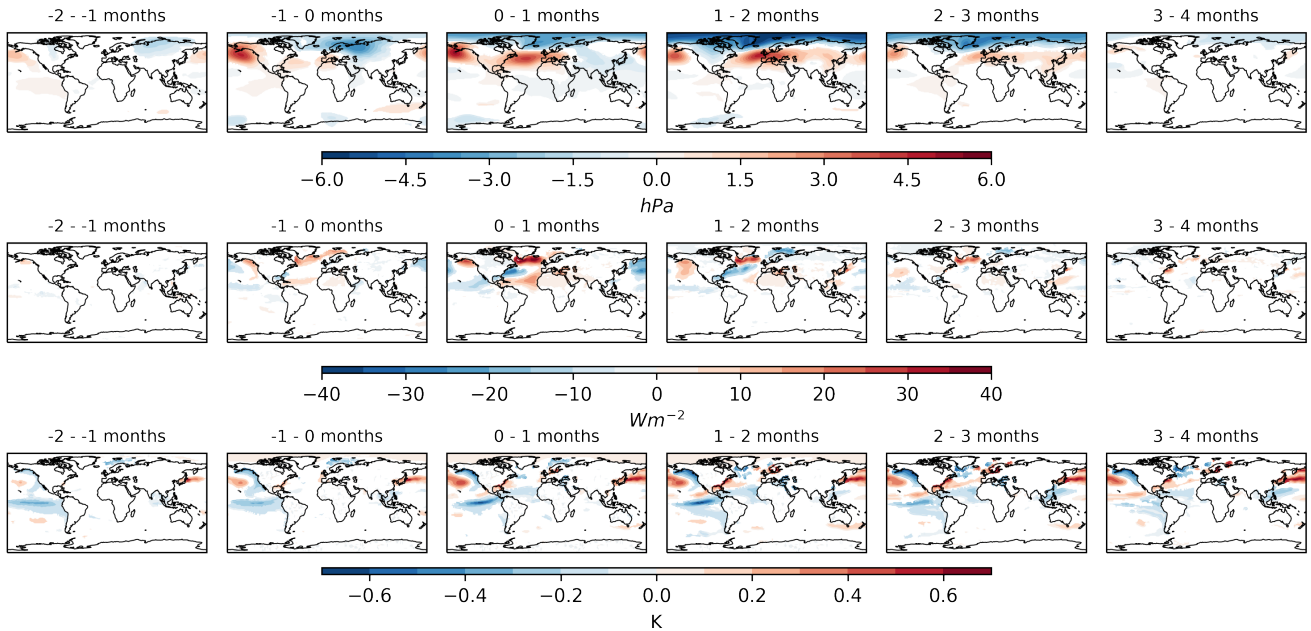 -2 - -1 months -1 - 0 months 0 - 1 months 1 - 2 months 2 - 3 months 3 - 4 months
−6.0 −4.5 −3.0 −1.5 0.0 1.5 3.0 4.5 6.0
hPa
-2 - -1 months -1 - 0 months 0 - 1 months 1 - 2 months 2 - 3 months 3 - 4 months
−40 −30 −20 −10 0 10 20 30 40
Wm⁻²
-2 - -1 months -1 - 0 months 0 - 1 months 1 - 2 months 2 - 3 months 3 - 4 months
−0.6 −0.4 −0.2 0.0 0.2 0.4 0.6
K